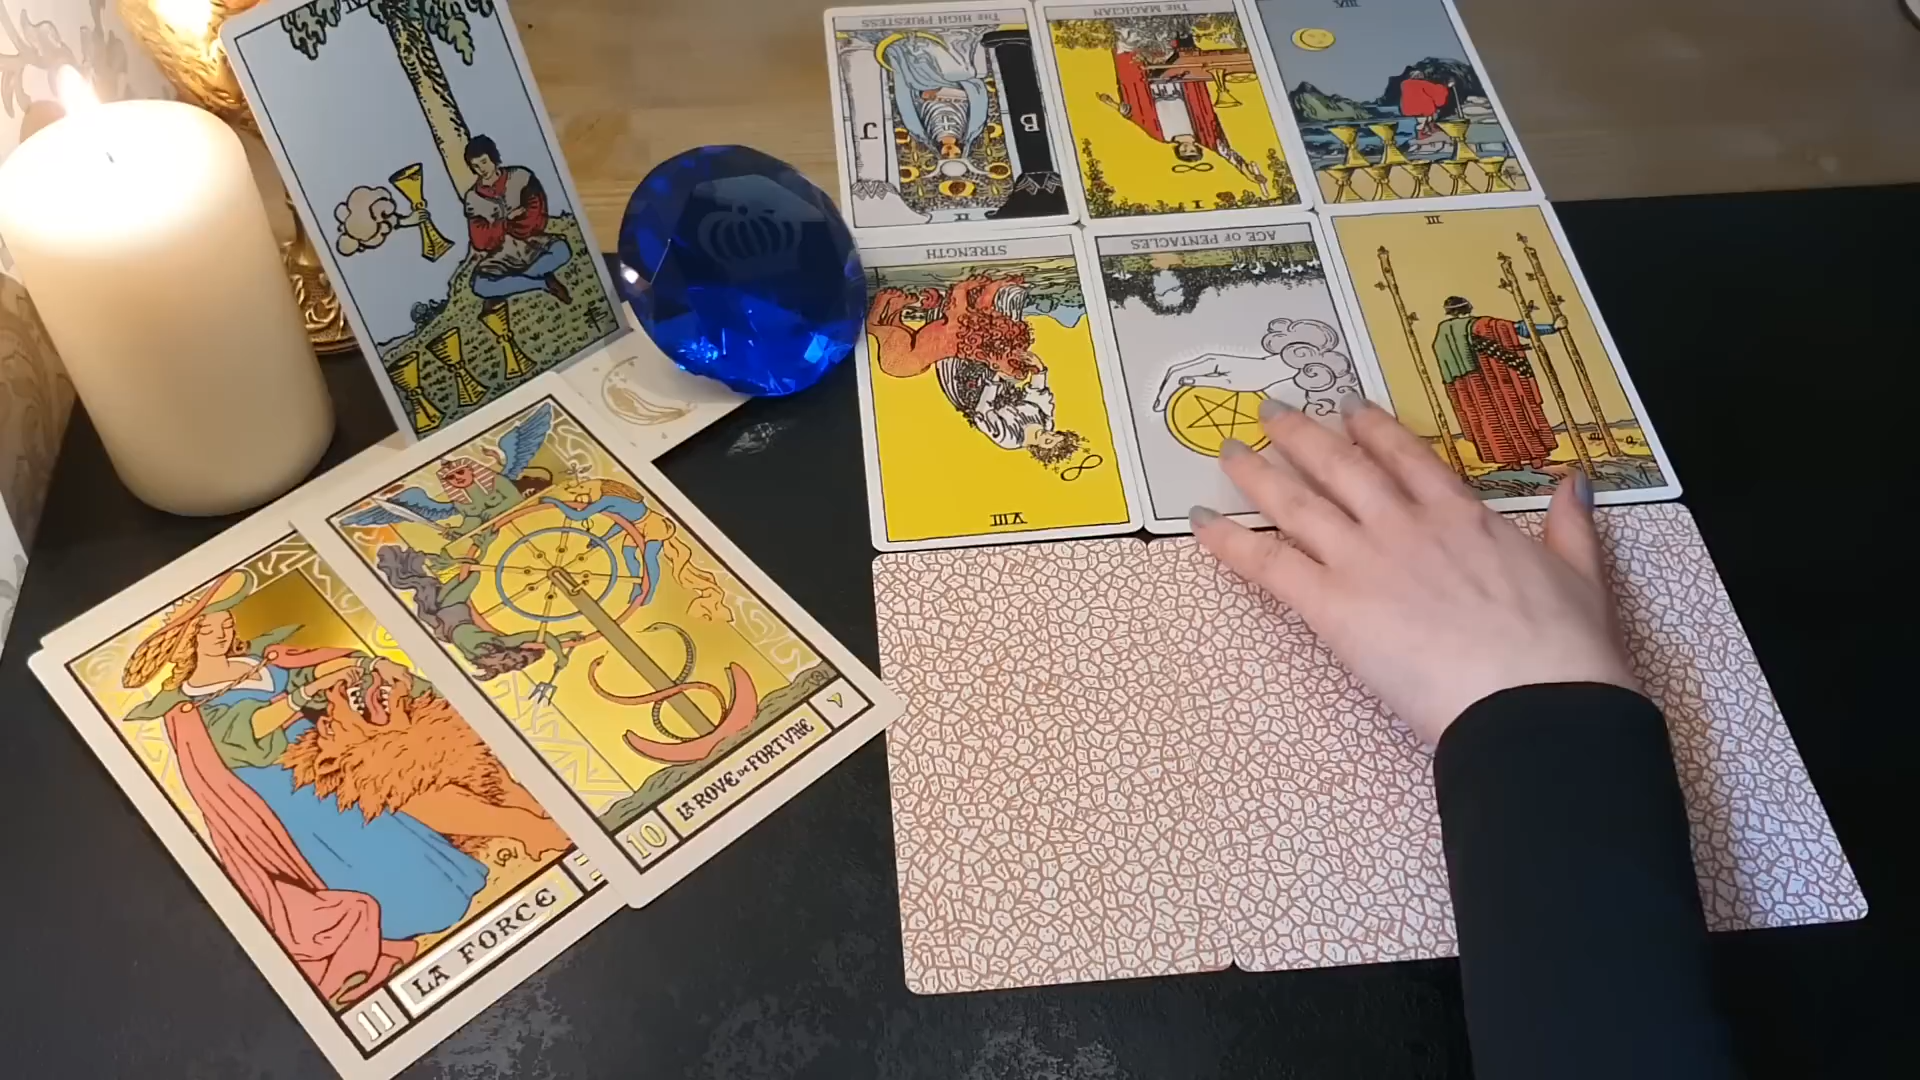 THE HIGH PRIESTESS
J
B
II
THE MAGICIAN
I
VIII
STRENGTH
VIII
ACE OF PENTACLES
III
11
LA FORCE
10
LA ROVE DE FORTVNE